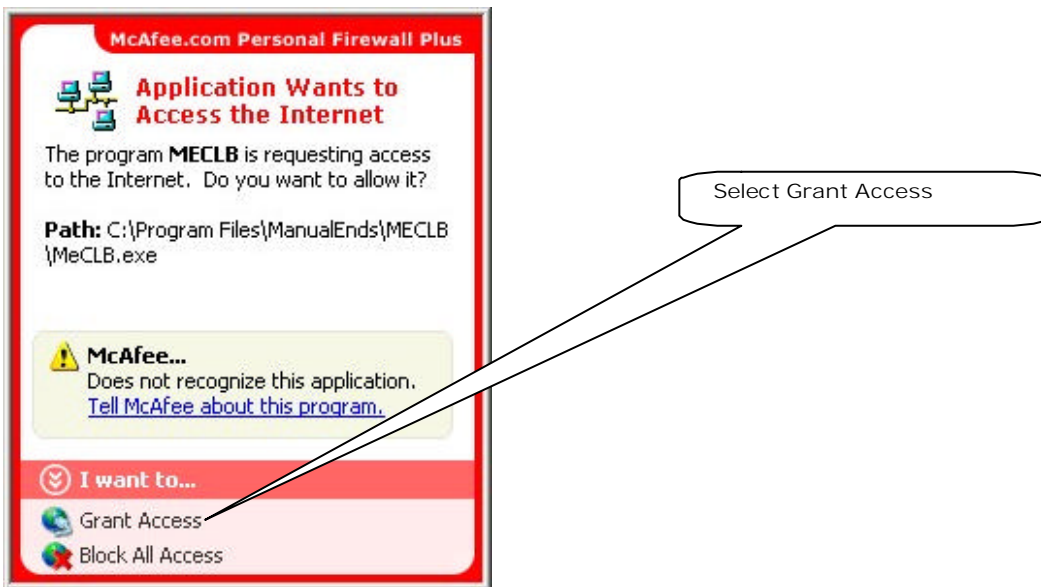 McAfee.com Personal Firewall Plus
Application Wants to
Access the Internet
The program MECLB is requesting access
to the Internet. Do you want to allow it?
Path: C:\Program Files\ManualEnds\MECLB
\MeCLB.exe
Select Grant Access
McAfee...
Does not recognize this application.
Tell McAfee about this program.
I want to...
Grant Access
Block All Access